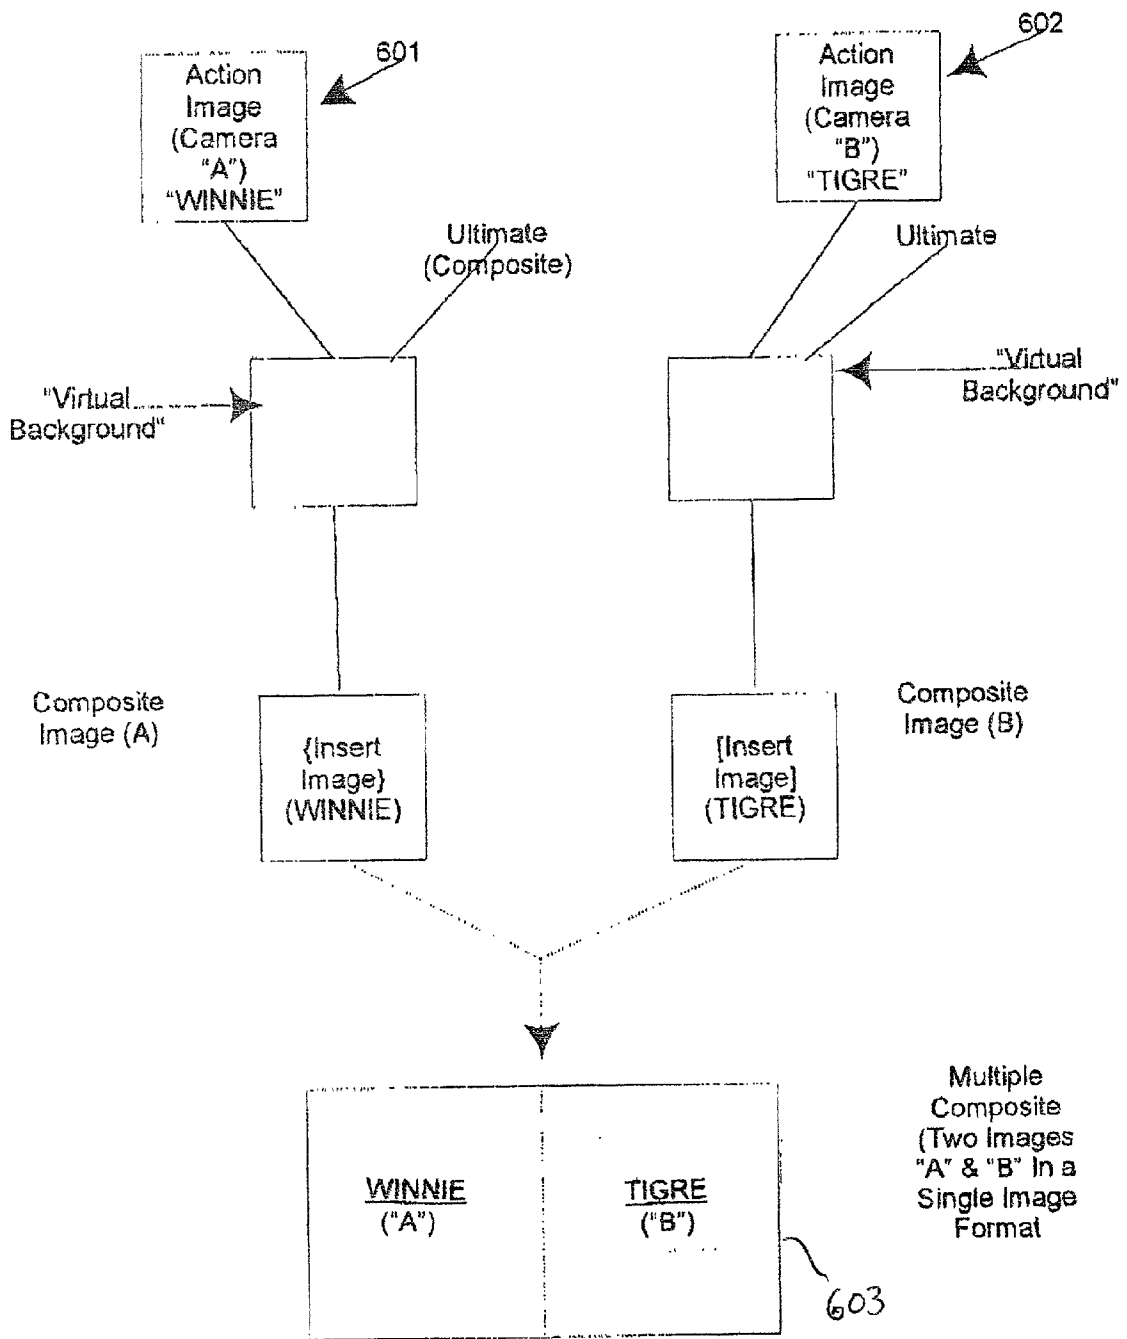 601
Action
Image
(Camera
"A")
"WINNIE"
602
Action
Image
(Camera
"B")
"TIGRE"
Ultimate
(Composite)
Ultimate
"Virtual
Background"
"Virtual
Background"
Composite
Image (A)
{Insert
Image}
(WINNIE)
[Insert
Image]
(TIGRE)
Composite
Image (B)
WINNIE
("A")
TIGRE
("B")
Multiple
Composite
(Two Images
"A" & "B" In a
Single Image
Format
603